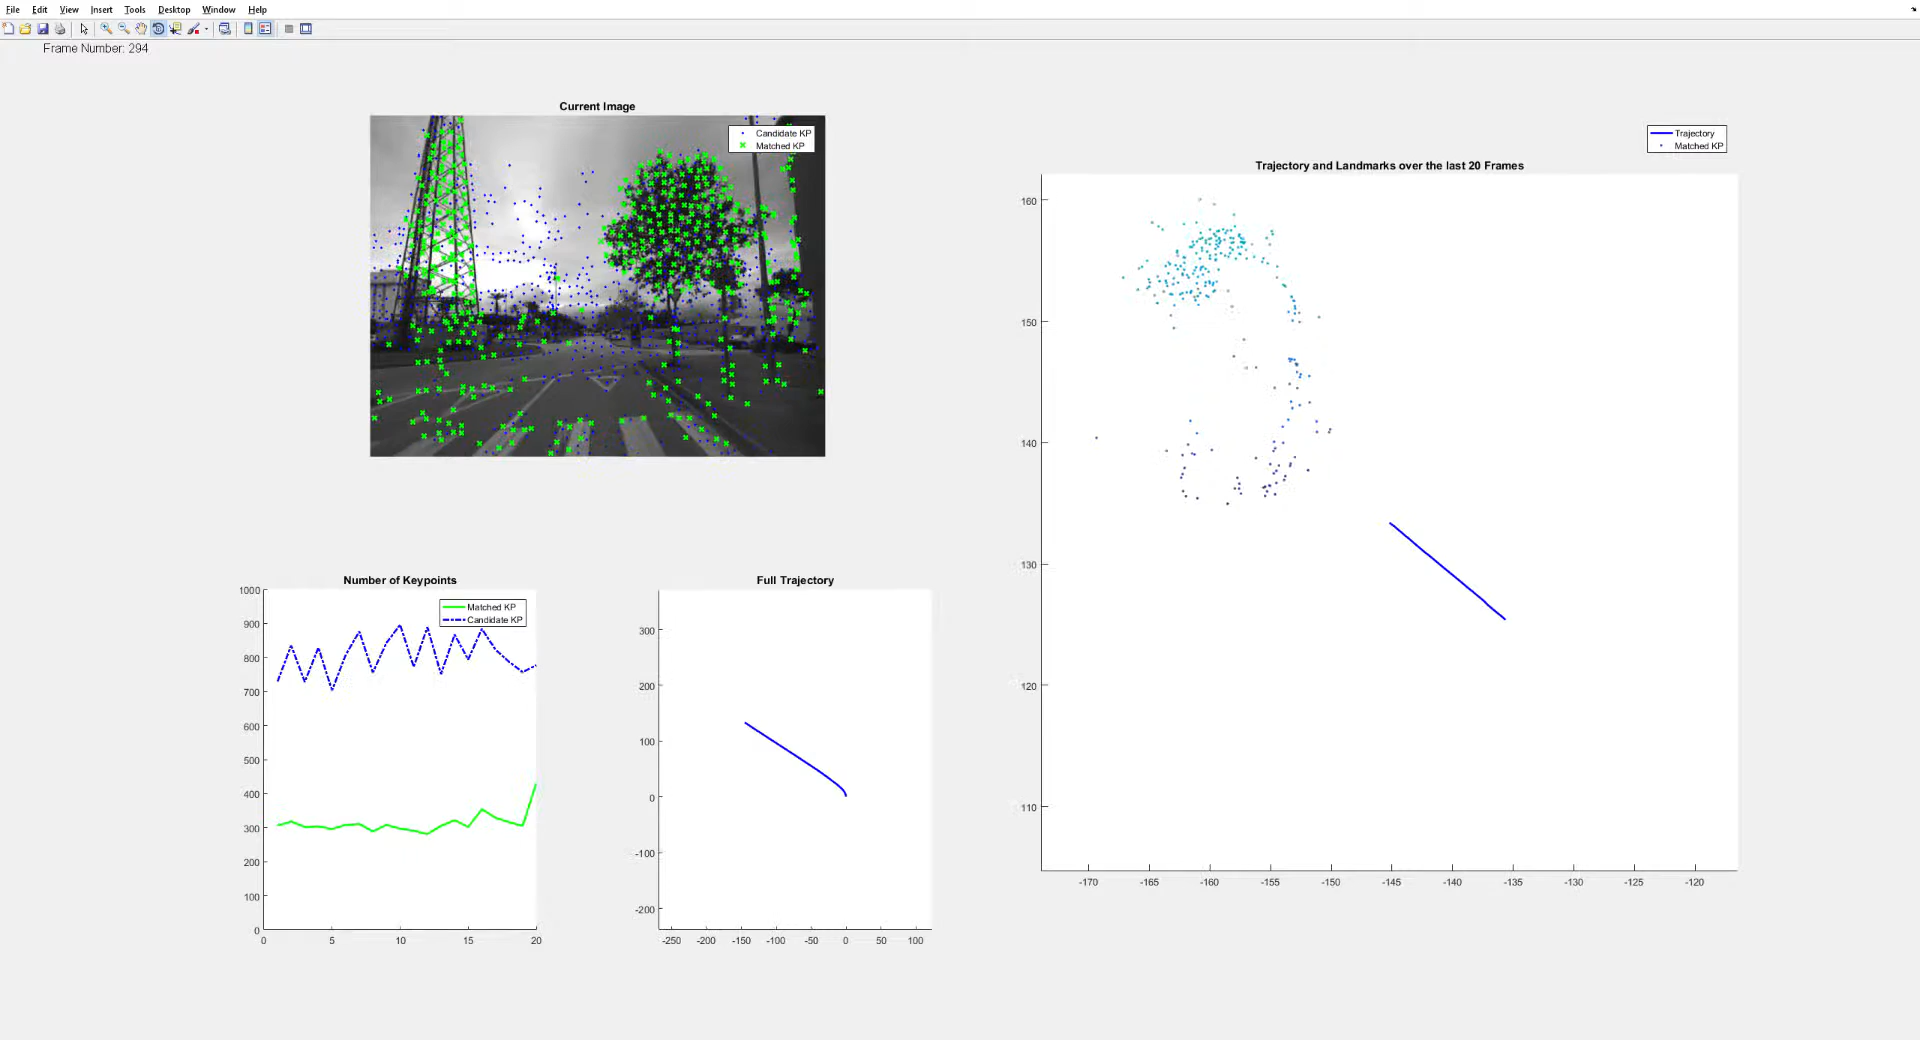 File Edit View Insert Tools Desktop Window Help
Frame Number: 294
Current Image
Candidate KP
Matched KP
Trajectory
Matched KP
Trajectory and Landmarks over the last 20 Frames
160
150
140
130
120
110
-170 -165 -160 -155 -150 -145 -140 -135 -130 -125 -120
Number of Keypoints
Matched KP
Candidate KP
1000
900
800
700
600
500
400
300
200
100
0
0 5 10 15 20
Full Trajectory
300
200
100
0
-100
-200
-250 -200 -150 -100 -50 0 50 100